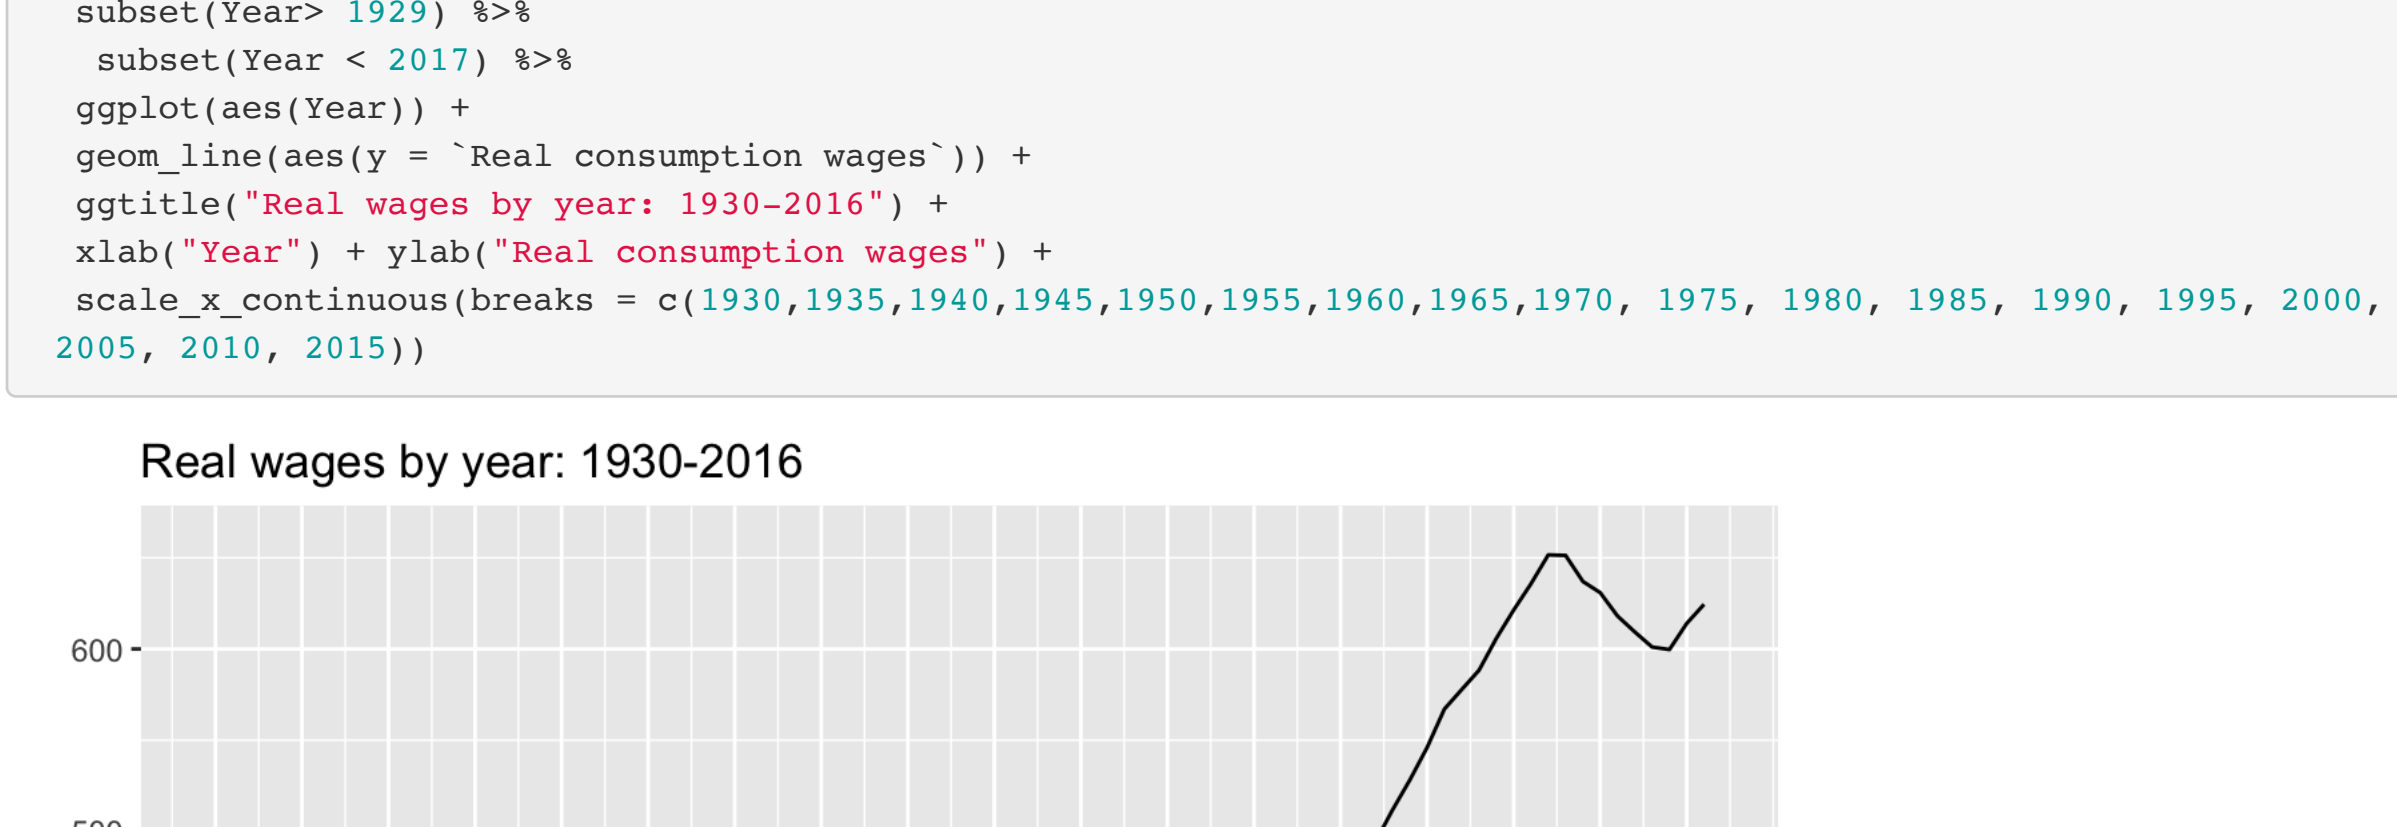 subset(Year> 1929) %>%
subset(Year < 2017) %>%
ggplot(aes(Year)) +
geom_line(aes(y = `Real consumption wages`)) +
ggtitle("Real wages by year: 1930-2016") +
xlab("Year") + ylab("Real consumption wages") +
scale_x_continuous(breaks = c(1930,1935,1940,1945,1950,1955,1960,1965,1970, 1975, 1980, 1985, 1990, 1995, 2000,
2005, 2010, 2015))
Real wages by year: 1930-2016
600
500